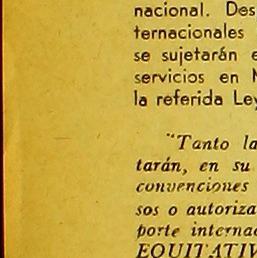 nacional. Des
ternacionales
se sujetarán e
servicios en M
la referida Ley
"Tanto la
tarán, en su
convenciones
sos o autoriza
porte internac
EQUITATIV